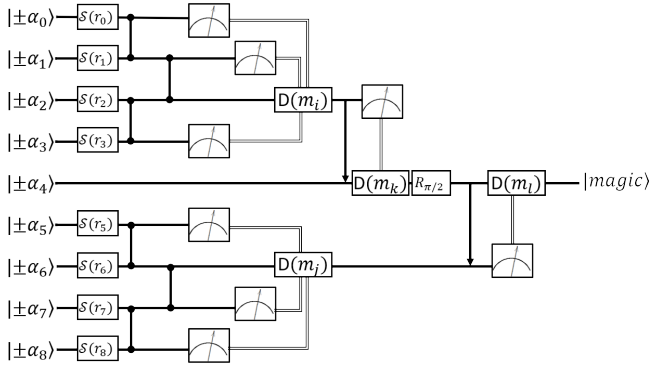 |±α₀⟩ 𝒮(r₀)
|±α₁⟩ 𝒮(r₁)
|±α₂⟩ 𝒮(r₂) D(mᵢ)
|±α₃⟩ 𝒮(r₃)
|±α₄⟩ D(mₖ) R_{π/2} D(mₗ) |magic⟩
|±α₅⟩ 𝒮(r₅)
|±α₆⟩ 𝒮(r₆) D(mⱼ)
|±α₇⟩ 𝒮(r₇)
|±α₈⟩ 𝒮(r₈)